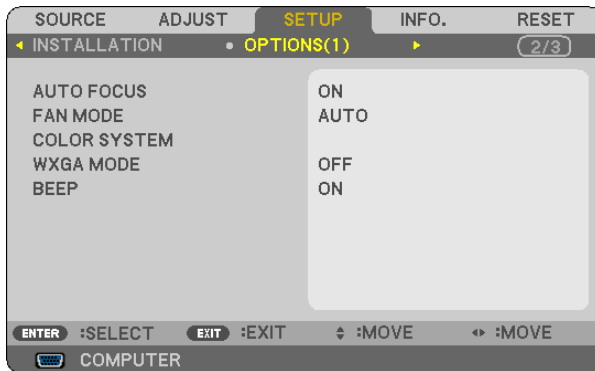 SOURCE ADJUST SETUP INFO. RESET
INSTALLATION OPTIONS(1) 2/3
AUTO FOCUS ON
FAN MODE AUTO
COLOR SYSTEM
WXGA MODE OFF
BEEP ON
ENTER :SELECT EXIT :EXIT :MOVE :MOVE
COMPUTER